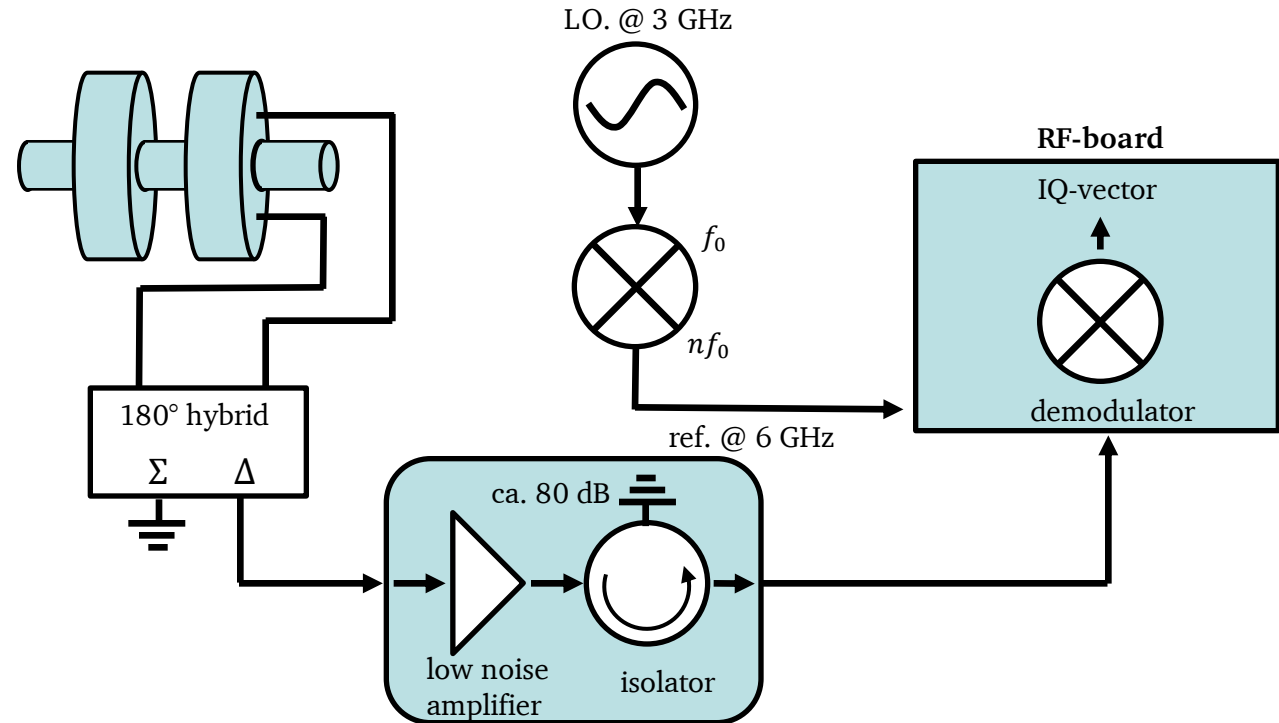 LO. @ 3 GHz
RF-board
IQ-vector
f₀
nf₀
demodulator
ref. @ 6 GHz
180° hybrid
Σ Δ
ca. 80 dB
low noise
amplifier
isolator